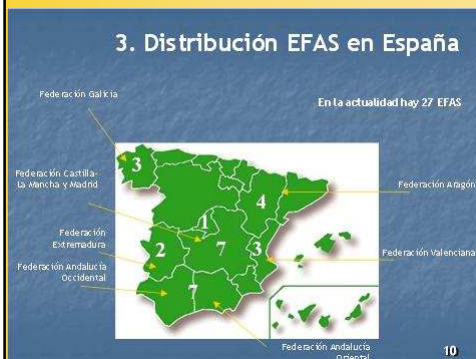 3. Distribución EFAS en España
En la actualidad hay 27 EFAS
Federación Galicia
3
Federación Castilla-
La Mancha y Madrid
4
Federación Aragón
1
Federación
Extremadura
2
7
3
Federación Valenciana
Federación Andalucía
Occidental
7
Federación Andalucía
Oriental
10